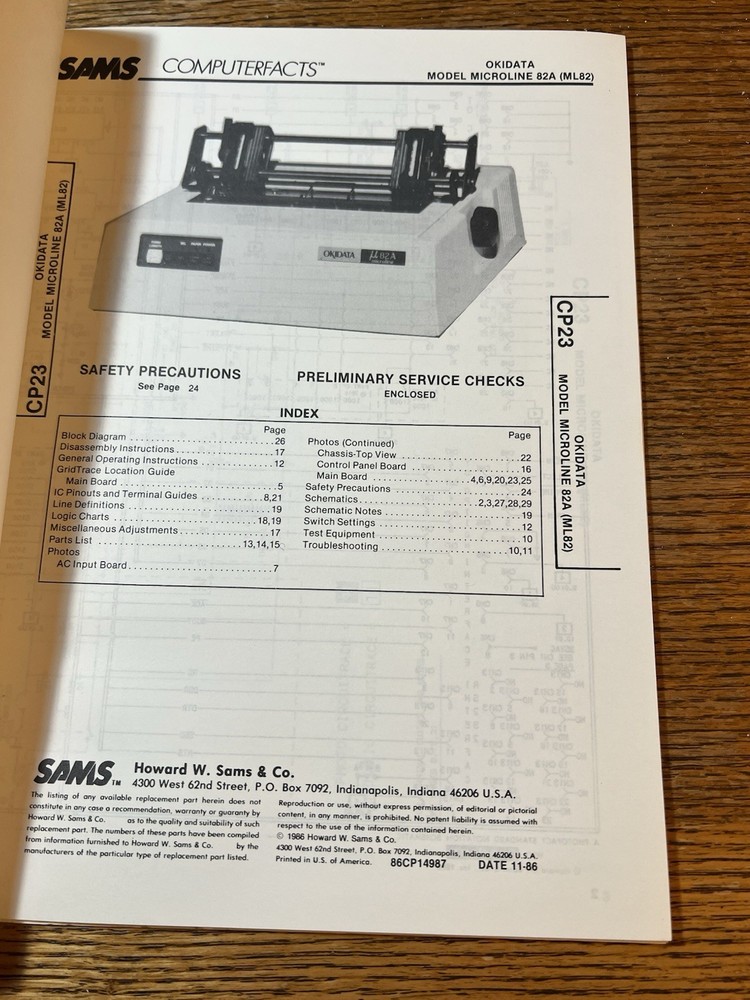 SAMS COMPUTERFACTS™
OKIDATA
MODEL MICROLINE 82A (ML82)
OKIDATA µ82A
CP23
OKIDATA
MODEL MICROLINE 82A (ML82)
CP23
OKIDATA
MODEL MICROLINE 82A (ML82)
SAFETY PRECAUTIONS
See Page 24
PRELIMINARY SERVICE CHECKS
ENCLOSED
INDEX
Page
Block Diagram 26
Disassembly Instructions 17
General Operating Instructions 12
GridTrace Location Guide
Main Board 5
IC Pinouts and Terminal Guides 8,21
Line Definitions 19
Logic Charts 18,19
Miscellaneous Adjustments 17
Parts List 13,14,15
Photos
AC Input Board 7
Page
Photos (Continued)
Chassis-Top View 22
Control Panel Board 16
Main Board 4,6,9,20,23,25
Safety Precautions 24
Schematics 2,3,27,28,29
Schematic Notes 19
Switch Settings 12
Test Equipment 10
Troubleshooting 10,11
SAMS™
Howard W. Sams & Co.
4300 West 62nd Street, P.O. Box 7092, Indianapolis, Indiana 46206 U.S.A.
The listing of any available replacement part herein does not
constitute in any case a recommendation, warranty or guaranty by
Howard W. Sams & Co. as to the quality and suitability of such
replacement part. The numbers of these parts have been compiled
from information furnished to Howard W. Sams & Co. by the
manufacturers of the particular type of replacement part listed.
Reproduction or use, without express permission, of editorial or pictorial
content, in any manner, is prohibited. No patent liability is assumed with
respect to the use of the information contained herein.
© 1986 Howard W. Sams & Co.
4300 West 62nd Street, P.O. Box 7092, Indianapolis, Indiana 46206 U.S.A.
Printed in U.S. of America. 86CP14987 DATE 11-86